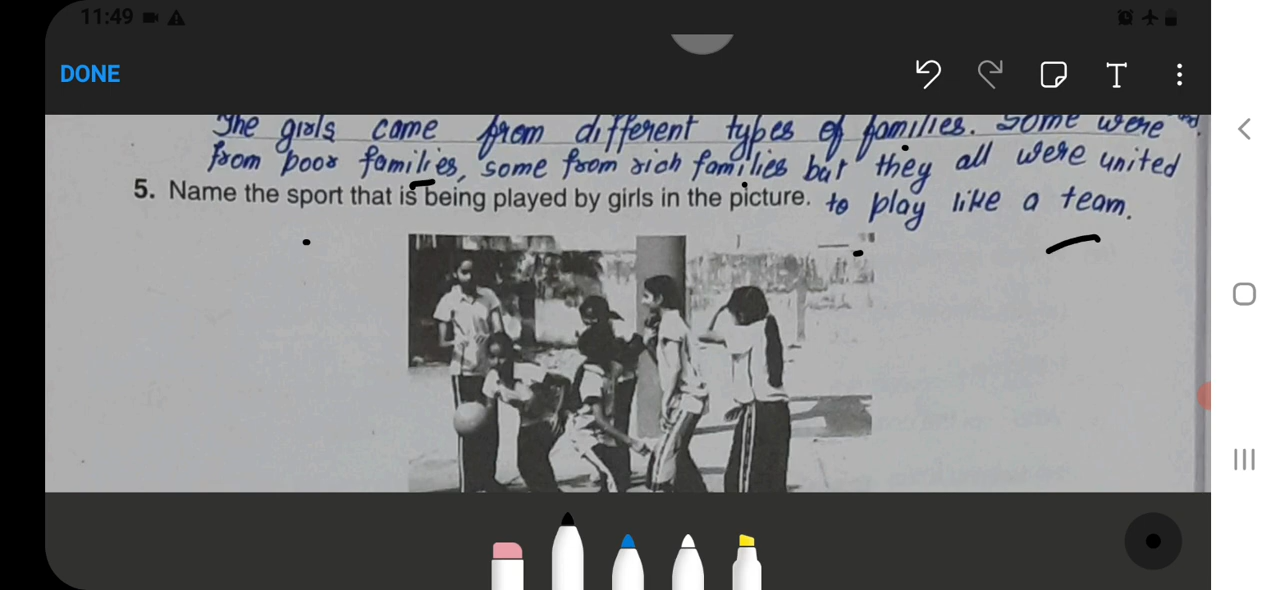 11:49
DONE
T
The girls came from different types of families. Some were
from poor families, some from rich families but they all were united
5. Name the sport that is being played by girls in the picture. to play like a team.